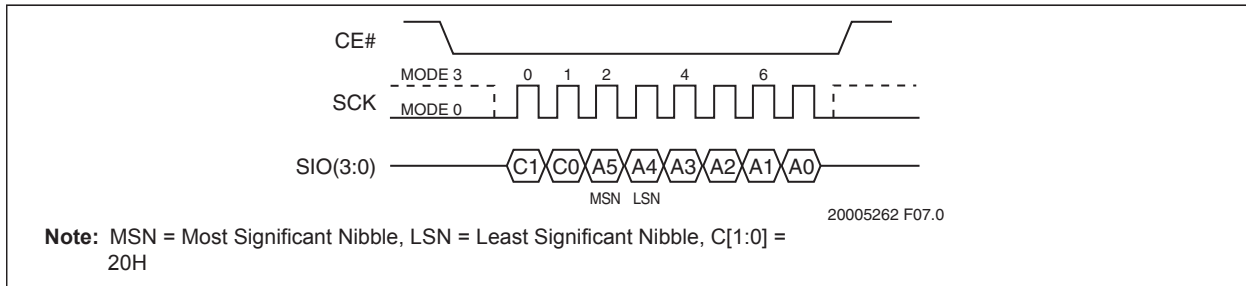 CE#
MODE 3 0 1 2 4 6
SCK
MODE 0
SIO(3:0) C1 C0 A5 A4 A3 A2 A1 A0
MSN LSN
20005262 F07.0
Note: MSN = Most Significant Nibble, LSN = Least Significant Nibble, C[1:0] =
20H